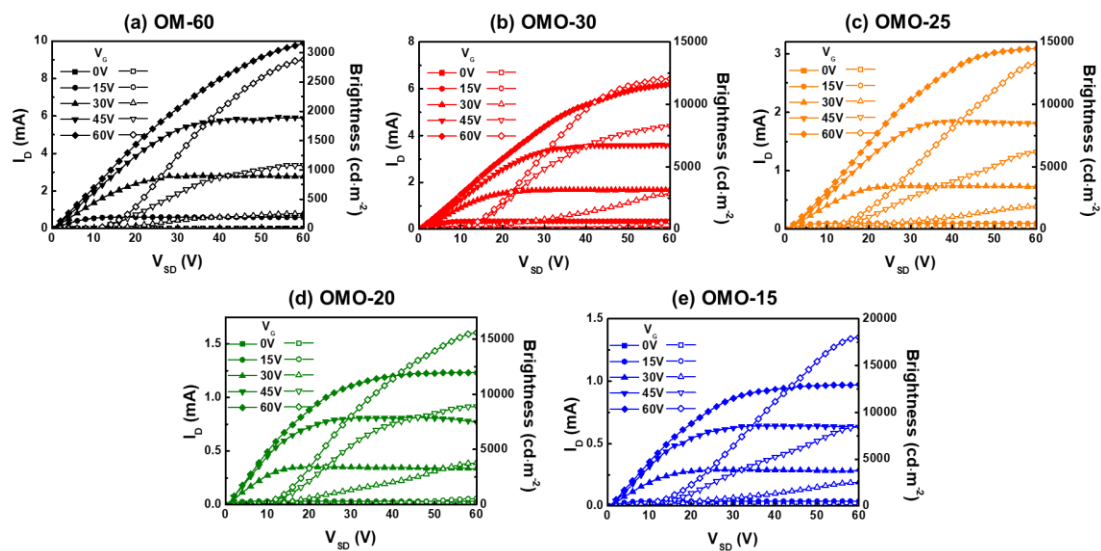 (a) OM-60
V_G
0V
15V
30V
45V
60V
10
8
6
4
2
0
I_D (mA)
0 10 20 30 40 50 60
V_SD (V)
3000
2500
2000
1500
1000
500
0
Brightness (cd·m⁻²)
(b) OMO-30
V_G
0V
15V
30V
45V
60V
8
6
4
2
0
I_D (mA)
0 10 20 30 40 50 60
V_SD (V)
15000
10000
5000
0
Brightness (cd·m⁻²)
(c) OMO-25
V_G
0V
15V
30V
45V
60V
3
2
1
0
I_D (mA)
0 10 20 30 40 50 60
V_SD (V)
15000
10000
5000
0
Brightness (cd·m⁻²)
(d) OMO-20
V_G
0V
15V
30V
45V
60V
1.5
1.0
0.5
0.0
I_D (mA)
0 10 20 30 40 50 60
V_SD (V)
15000
10000
5000
0
Brightness (cd·m⁻²)
(e) OMO-15
V_G
0V
15V
30V
45V
60V
1.5
1.0
0.5
0.0
I_D (mA)
0 10 20 30 40 50 60
V_SD (V)
20000
15000
10000
5000
0
Brightness (cd·m⁻²)